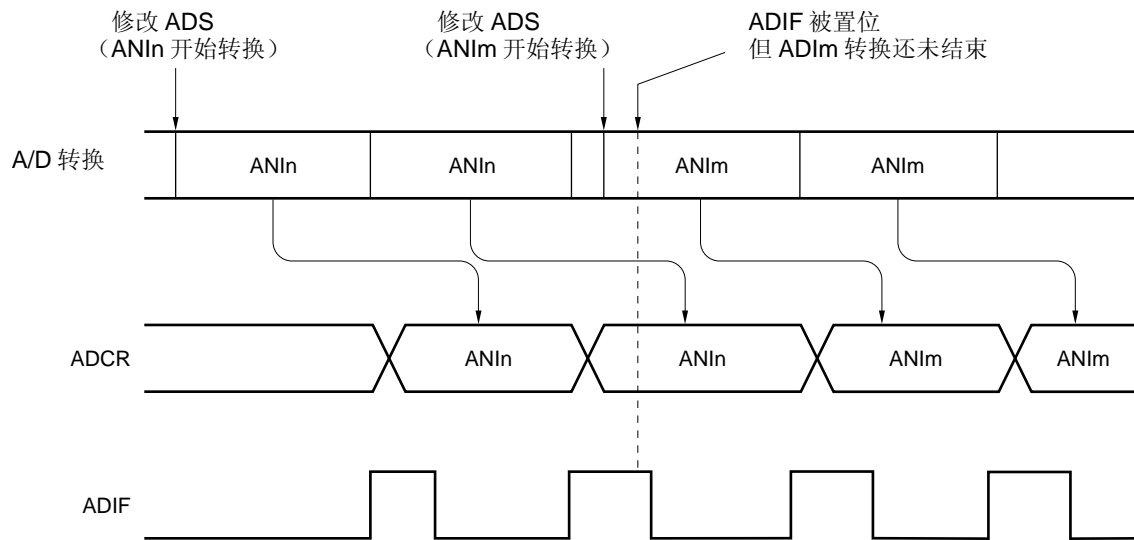 修改 ADS
（ANIn 开始转换）
修改 ADS
（ANIm 开始转换）
ADIF 被置位
但 ADIm 转换还未结束
A/D 转换
ANIn
ANIn
ANIm
ANIm
ADCR
ANIn
ANIn
ANIm
ANIm
ADIF